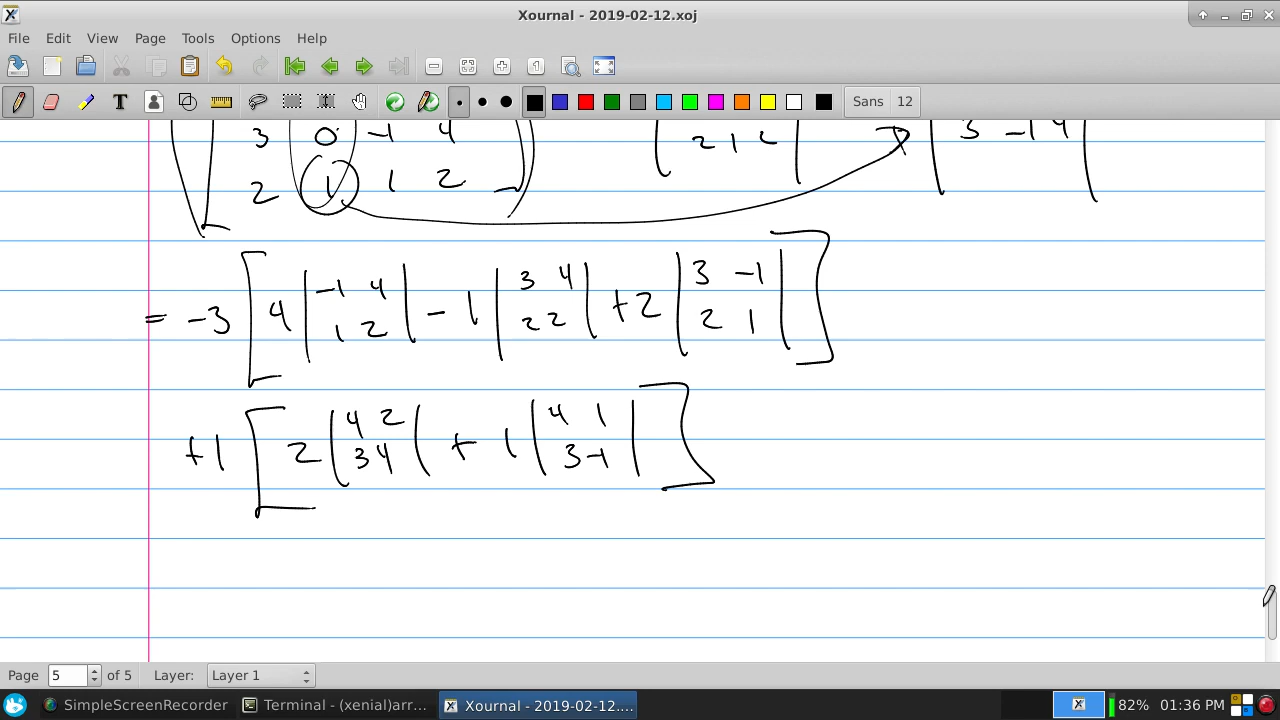 Xournal - 2019-02-12.xoj
File Edit View Page Tools Options Help
Sans 12
3 0 -1 4
2 1 2
3 -1 4
2 1 1 2
= -3 [ 4 | -1 4 | - 1 | 3 4 | + 2 | 3 -1 | ]
1 2 2 2 2 1
+1 [ 2 | 4 2 | + 1 | 4 1 | ]
3 4 3 -1
Page 5 of 5 Layer: Layer 1
SimpleScreenRecorder Terminal - (xenial)arr... Xournal - 2019-02-12.... 82% 01:36 PM